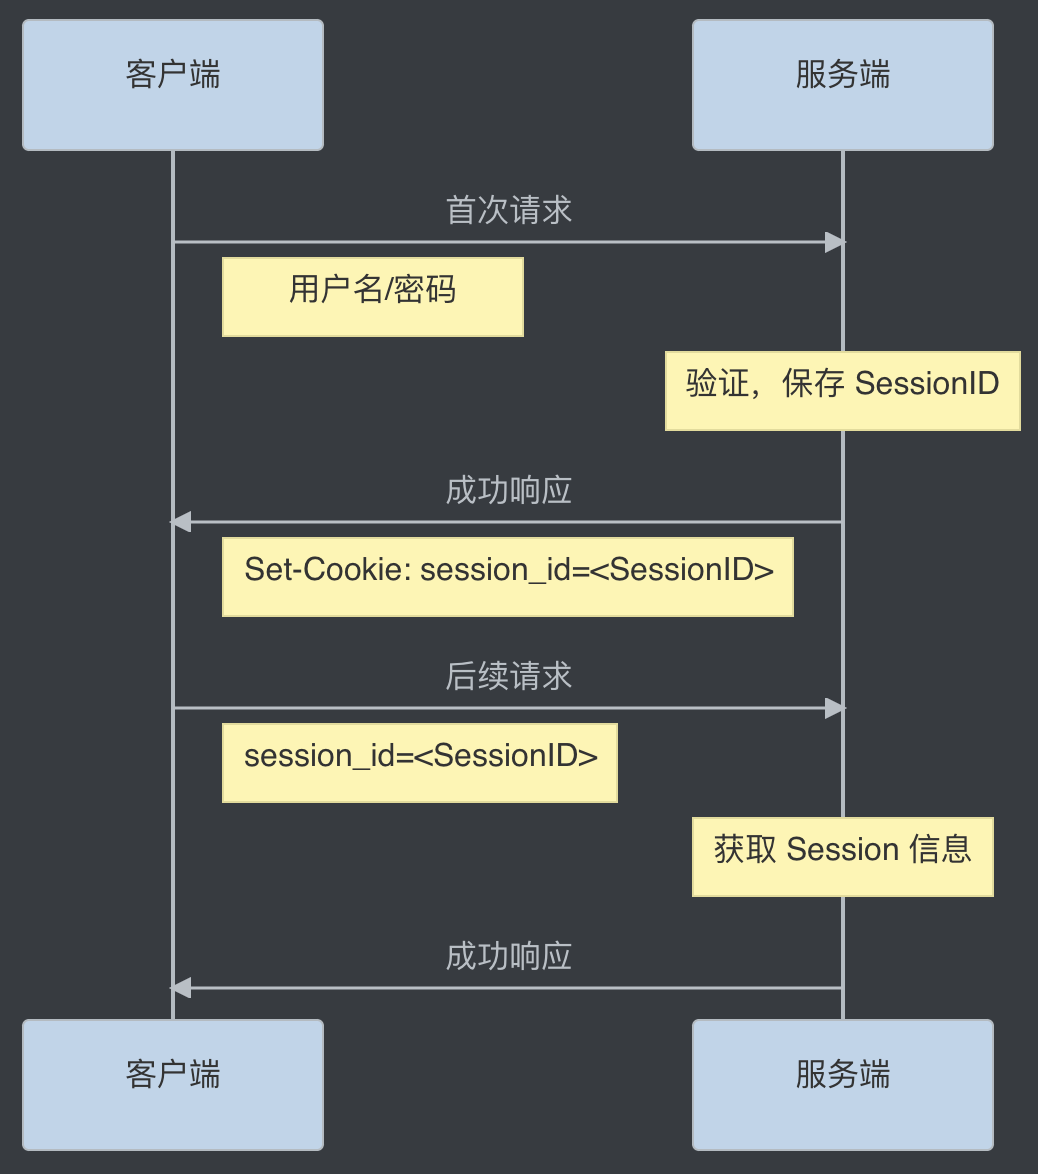 客户端
服务端
首次请求
用户名/密码
验证，保存 SessionID
成功响应
Set-Cookie: session_id=<SessionID>
后续请求
session_id=<SessionID>
获取 Session 信息
成功响应
客户端
服务端